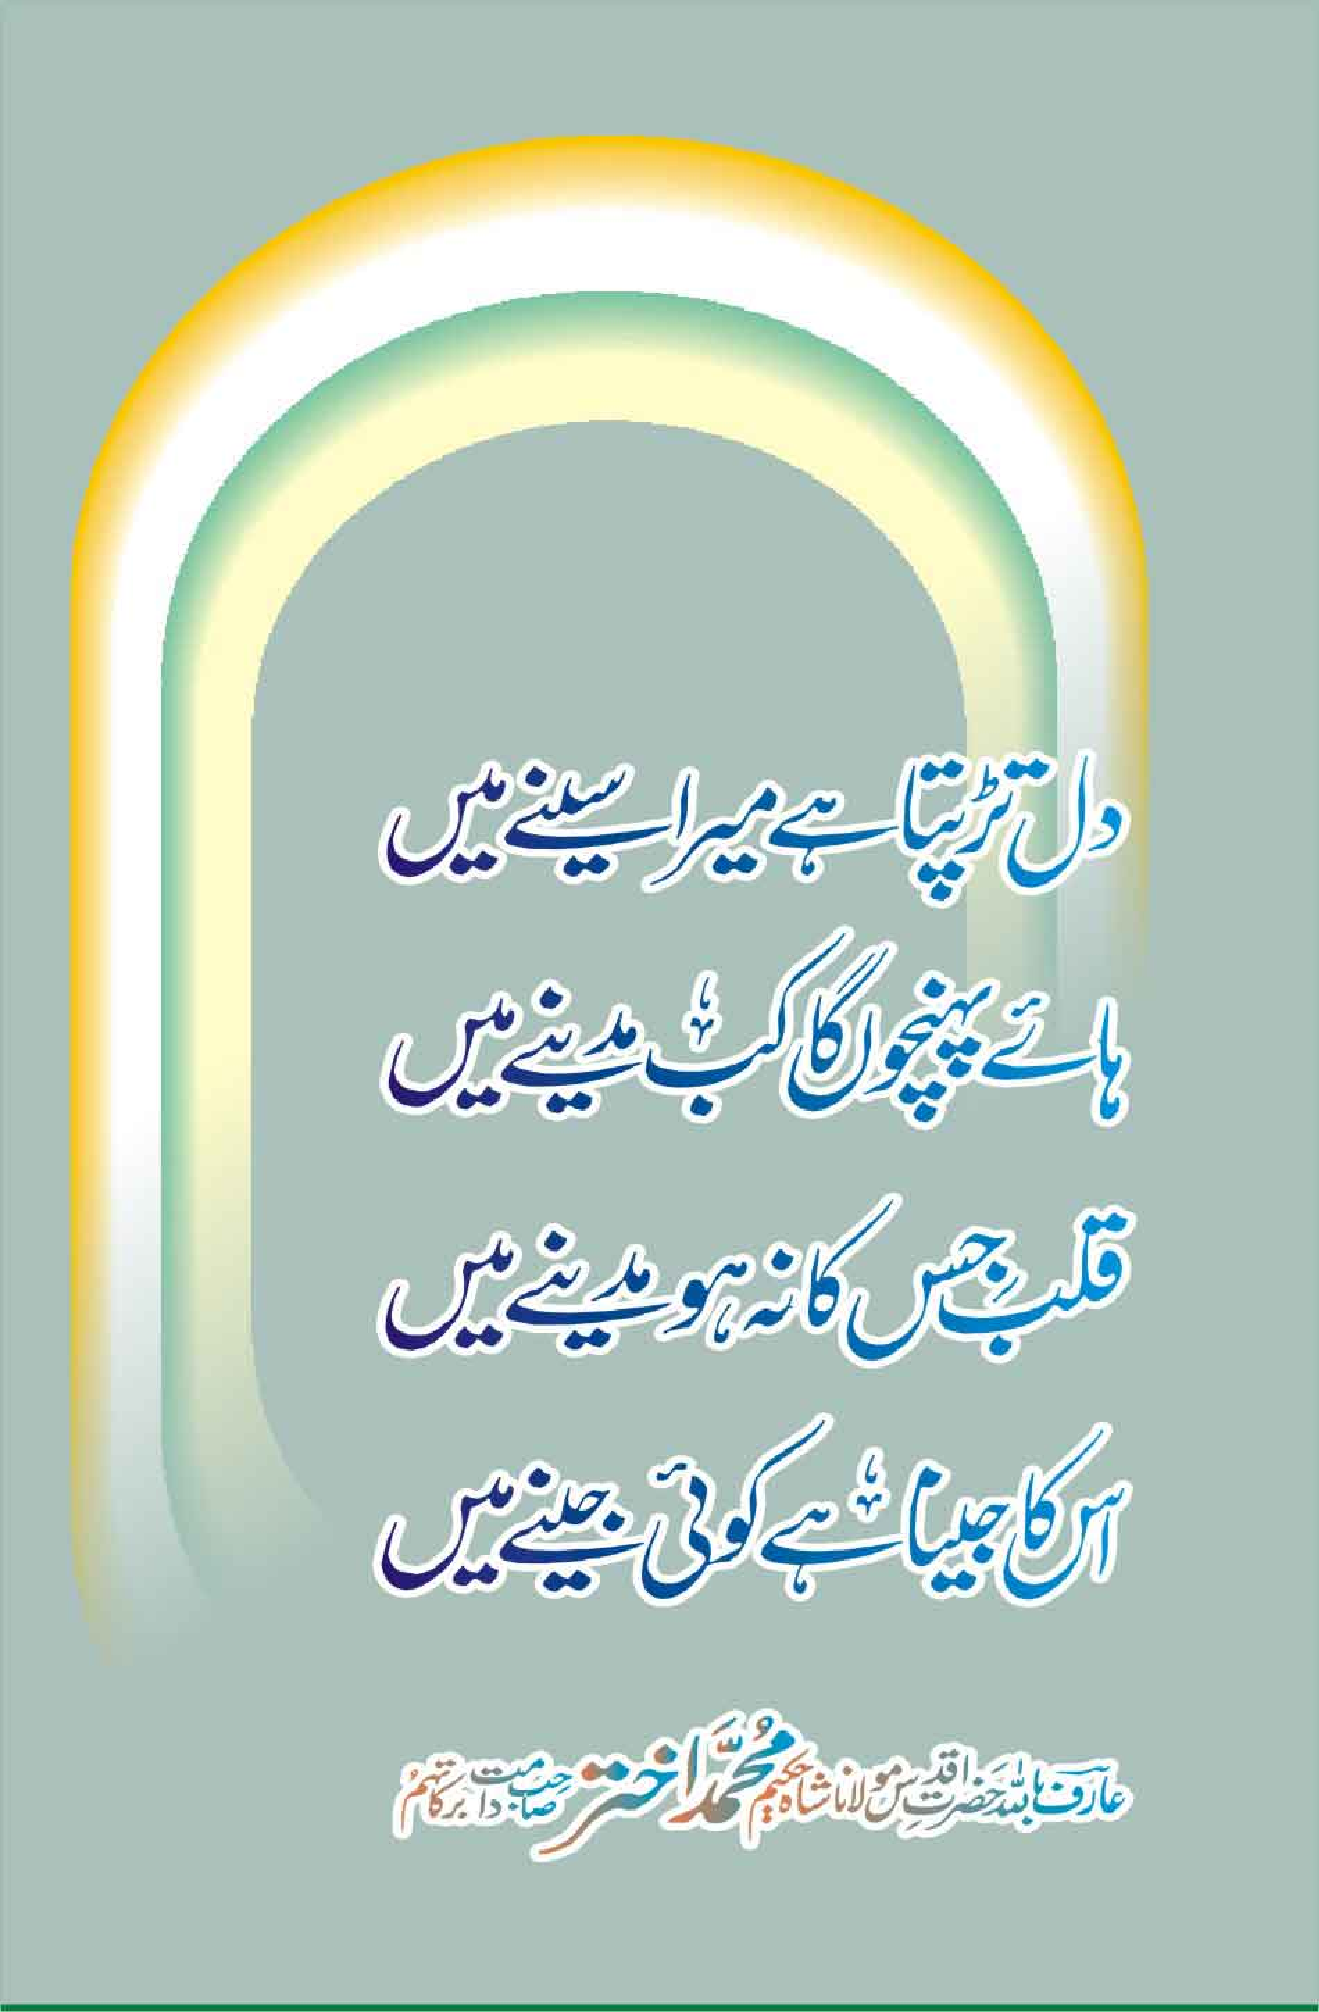 دل تڑپتا ہے میرا سینے میں
ہائے پہنچوں گا کب مدینے میں
قلب جس کا نہ ہو مدینے میں
اس کا جینا ہے کوئی جینے میں
عارف باللہ حضرت اقدس مولانا شاہ حکیم محمد اختر صاحب دامت برکاتہم